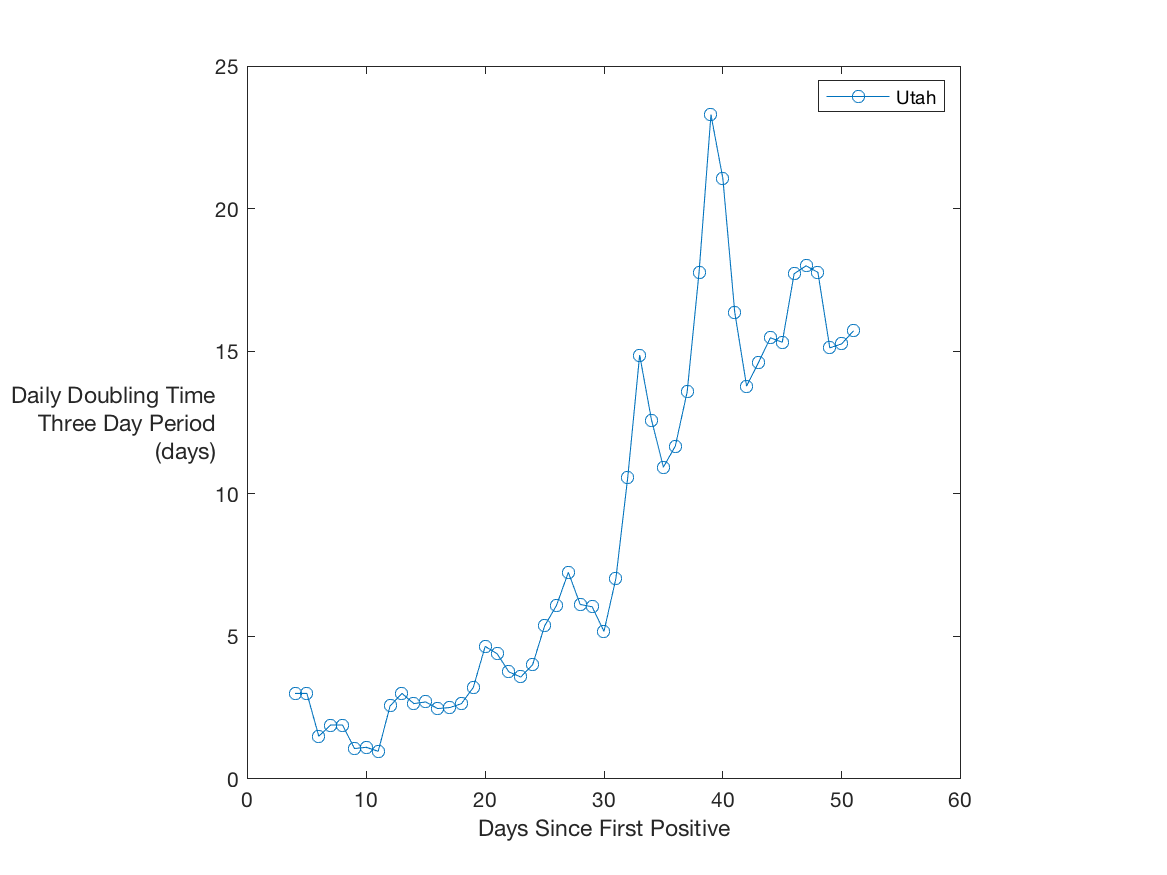 25
Utah
20
15
Daily Doubling Time
Three Day Period
(days)
10
5
0
0 10 20 30 40 50 60
Days Since First Positive